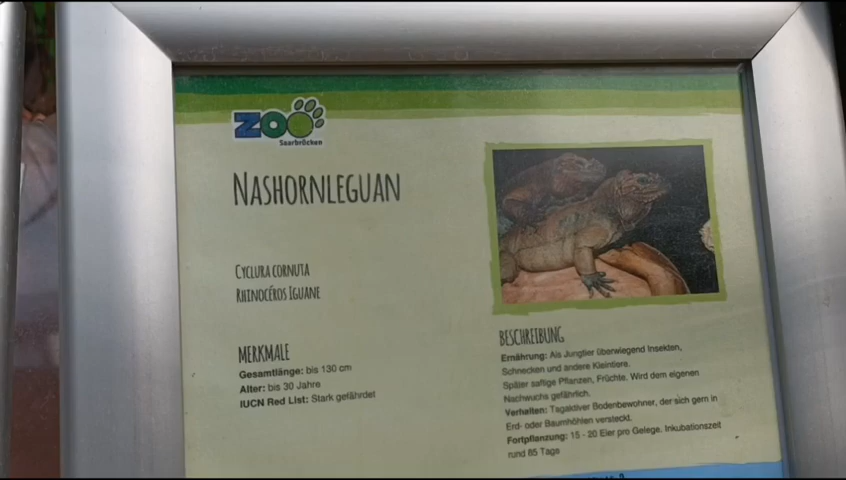 ZOO
Saarbrücken
NASHORNLEGUAN
CYCLURA CORNUTA
RHINOCÉROS IGUANE
MERKMALE
Gesamtlänge: bis 130 cm
Alter: bis 30 Jahre
IUCN Red List: Stark gefährdet
BESCHREIBUNG
Ernährung: Als Jungtier überwiegend Insekten,
Schnecken und andere Kleintiere.
Später saftige Pflanzen, Früchte. Wird dem eigenen
Nachwuchs gefährlich.
Verhalten: Tagaktiver Bodenbewohner, der sich gern in
Erd- oder Baumhöhlen versteckt.
Fortpflanzung: 15 - 20 Eier pro Gelege. Inkubationszeit
rund 85 Tags